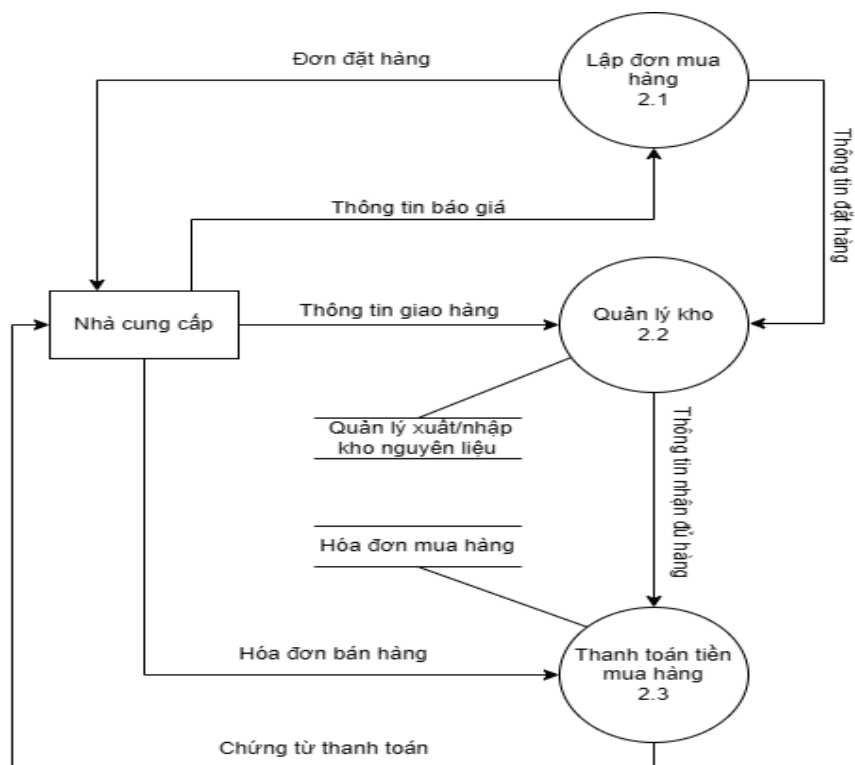 Lập đơn mua
hàng
2.1
Đơn đặt hàng
Thông tin đặt hàng
Thông tin báo giá
Nhà cung cấp
Thông tin giao hàng
Quản lý kho
2.2
Quản lý xuất/nhập
kho nguyên liệu
Thông tin nhận đủ hàng
Hóa đơn mua hàng
Hóa đơn bán hàng
Thanh toán tiền
mua hàng
2.3
Chứng từ thanh toán